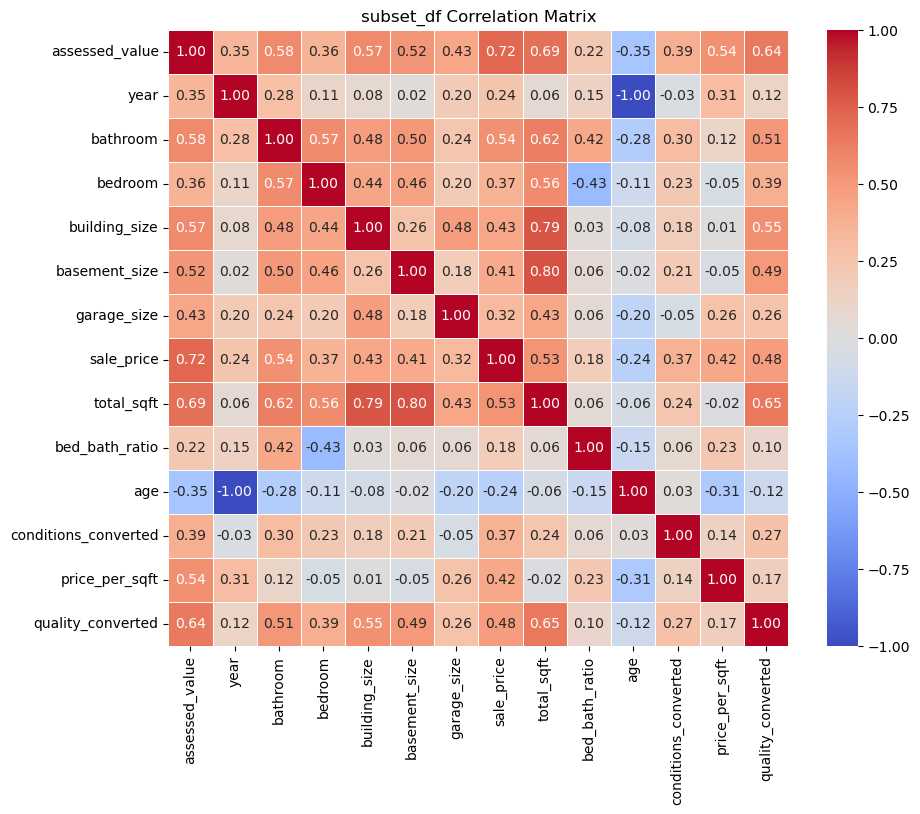 subset_df Correlation Matrix
assessed_value 1.00 0.35 0.58 0.36 0.57 0.52 0.43 0.72 0.69 0.22 -0.35 0.39 0.54 0.64
year 0.35 1.00 0.28 0.11 0.08 0.02 0.20 0.24 0.06 0.15 -1.00 -0.03 0.31 0.12
bathroom 0.58 0.28 1.00 0.57 0.48 0.50 0.24 0.54 0.62 0.42 -0.28 0.30 0.12 0.51
bedroom 0.36 0.11 0.57 1.00 0.44 0.46 0.20 0.37 0.56 -0.43 -0.11 0.23 -0.05 0.39
building_size 0.57 0.08 0.48 0.44 1.00 0.26 0.48 0.43 0.79 0.03 -0.08 0.18 0.01 0.55
basement_size 0.52 0.02 0.50 0.46 0.26 1.00 0.18 0.41 0.80 0.06 -0.02 0.21 -0.05 0.49
garage_size 0.43 0.20 0.24 0.20 0.48 0.18 1.00 0.32 0.43 0.06 -0.20 -0.05 0.26 0.26
sale_price 0.72 0.24 0.54 0.37 0.43 0.41 0.32 1.00 0.53 0.18 -0.24 0.37 0.42 0.48
total_sqft 0.69 0.06 0.62 0.56 0.79 0.80 0.43 0.53 1.00 0.06 -0.06 0.24 -0.02 0.65
bed_bath_ratio 0.22 0.15 0.42 -0.43 0.03 0.06 0.06 0.18 0.06 1.00 -0.15 0.06 0.23 0.10
age -0.35 -1.00 -0.28 -0.11 -0.08 -0.02 -0.20 -0.24 -0.06 -0.15 1.00 0.03 -0.31 -0.12
conditions_converted 0.39 -0.03 0.30 0.23 0.18 0.21 -0.05 0.37 0.24 0.06 0.03 1.00 0.14 0.27
price_per_sqft 0.54 0.31 0.12 -0.05 0.01 -0.05 0.26 0.42 -0.02 0.23 -0.31 0.14 1.00 0.17
quality_converted 0.64 0.12 0.51 0.39 0.55 0.49 0.26 0.48 0.65 0.10 -0.12 0.27 0.17 1.00
assessed_value
year
bathroom
bedroom
building_size
basement_size
garage_size
sale_price
total_sqft
bed_bath_ratio
age
conditions_converted
price_per_sqft
quality_converted
1.00
0.75
0.50
0.25
0.00
−0.25
−0.50
−0.75
−1.00